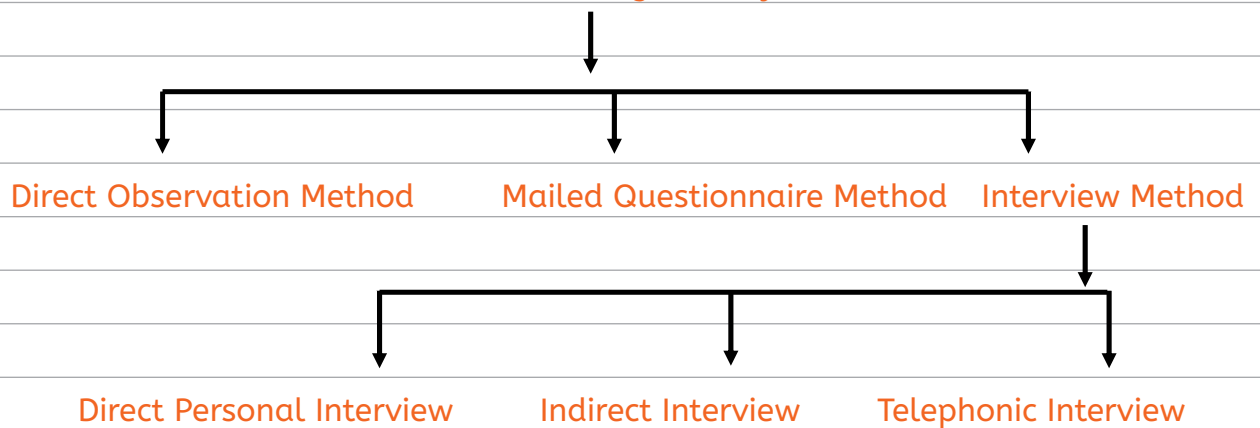 Direct Observation Method Mailed Questionnaire Method Interview Method
Direct Personal Interview Indirect Interview Telephonic Interview